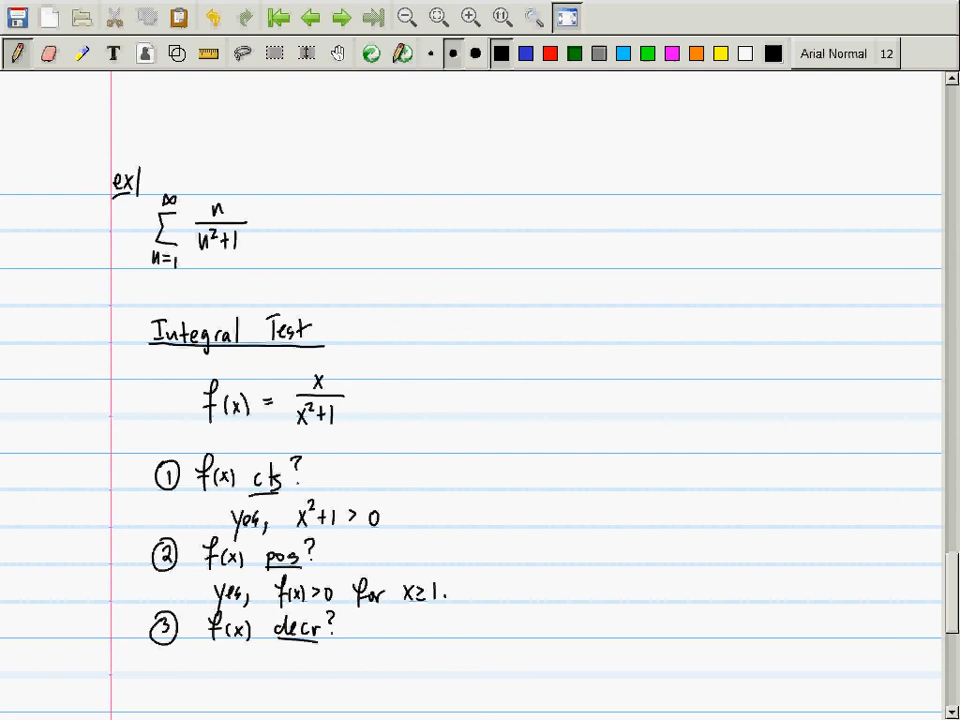 T Arial Normal 12
ex|
∞
∑ n/(n²+1)
n=1
Integral Test
f(x) = x/(x²+1)
① f(x) cts?
yes, x²+1 > 0
② f(x) pos?
yes, f(x)>0 for x≥1.
③ f(x) decr?